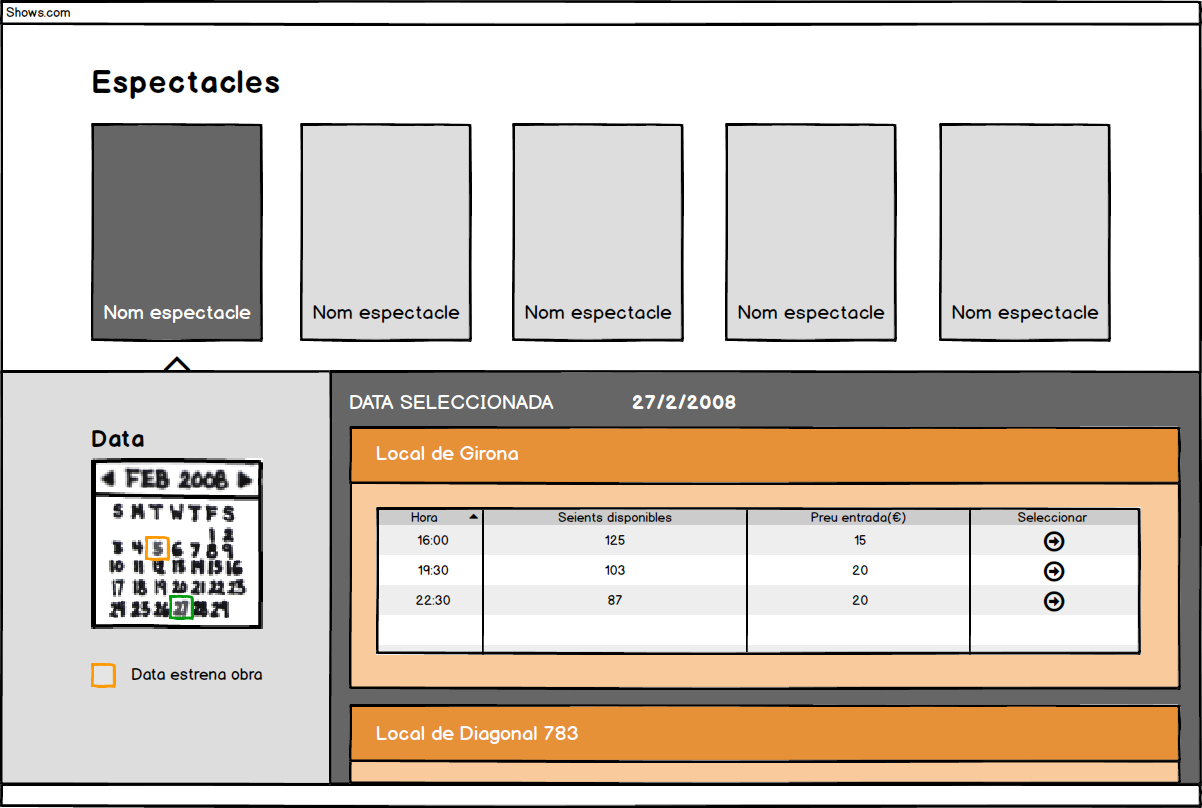 Shows.com
Espectacles
Nom espectacle Nom espectacle Nom espectacle Nom espectacle Nom espectacle
Data
FEB 2008
S M T W T F S
1 2
3 4 5 6 7 8 9
10 11 12 13 14 15 16
17 18 19 20 21 22 23
24 25 26 27 28 29
Data estrena obra
DATA SELECCIONADA 27/2/2008
Local de Girona
Hora Seients disponibles Preu entrada(€) Seleccionar
16:00 125 15
19:30 103 20
22:30 87 20
Local de Diagonal 783